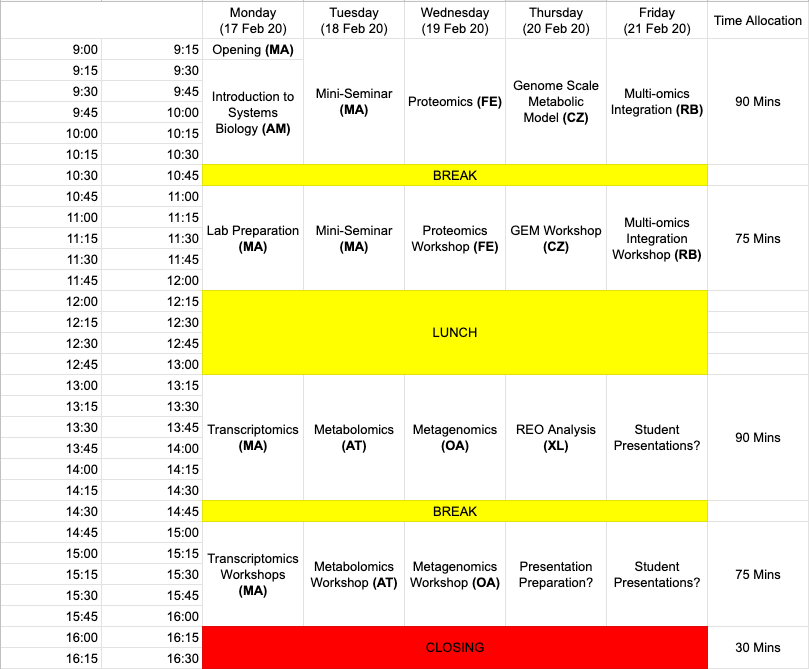 Monday Tuesday Wednesday Thursday Friday Time Allocation
(17 Feb 20) (18 Feb 20) (19 Feb 20) (20 Feb 20) (21 Feb 20)
9:00 9:15 Opening (MA)
9:15 9:30
9:30 9:45
9:45 10:00
10:00 10:15
10:15 10:30
Introduction to
Systems
Biology (AM)
Mini-Seminar
(MA)
Proteomics (FE)
Genome Scale
Metabolic
Model (CZ)
Multi-omics
Integration (RB)
90 Mins
10:30 10:45 BREAK
10:45 11:00
11:00 11:15
11:15 11:30
11:30 11:45
11:45 12:00
Lab Preparation
(MA)
Mini-Seminar
(MA)
Proteomics
Workshop (FE)
GEM Workshop
(CZ)
Multi-omics
Integration
Workshop (RB)
75 Mins
12:00 12:15
12:15 12:30
12:30 12:45
12:45 13:00
LUNCH
13:00 13:15
13:15 13:30
13:30 13:45
13:45 14:00
14:00 14:15
14:15 14:30
Transcriptomics
(MA)
Metabolomics
(AT)
Metagenomics
(OA)
REO Analysis
(XL)
Student
Presentations?
90 Mins
14:30 14:45 BREAK
14:45 15:00
15:00 15:15
15:15 15:30
15:30 15:45
15:45 16:00
Transcriptomics
Workshops
(MA)
Metabolomics
Workshop (AT)
Metagenomics
Workshop (OA)
Presentation
Preparation?
Student
Presentations?
75 Mins
16:00 16:15
16:15 16:30
CLOSING
30 Mins